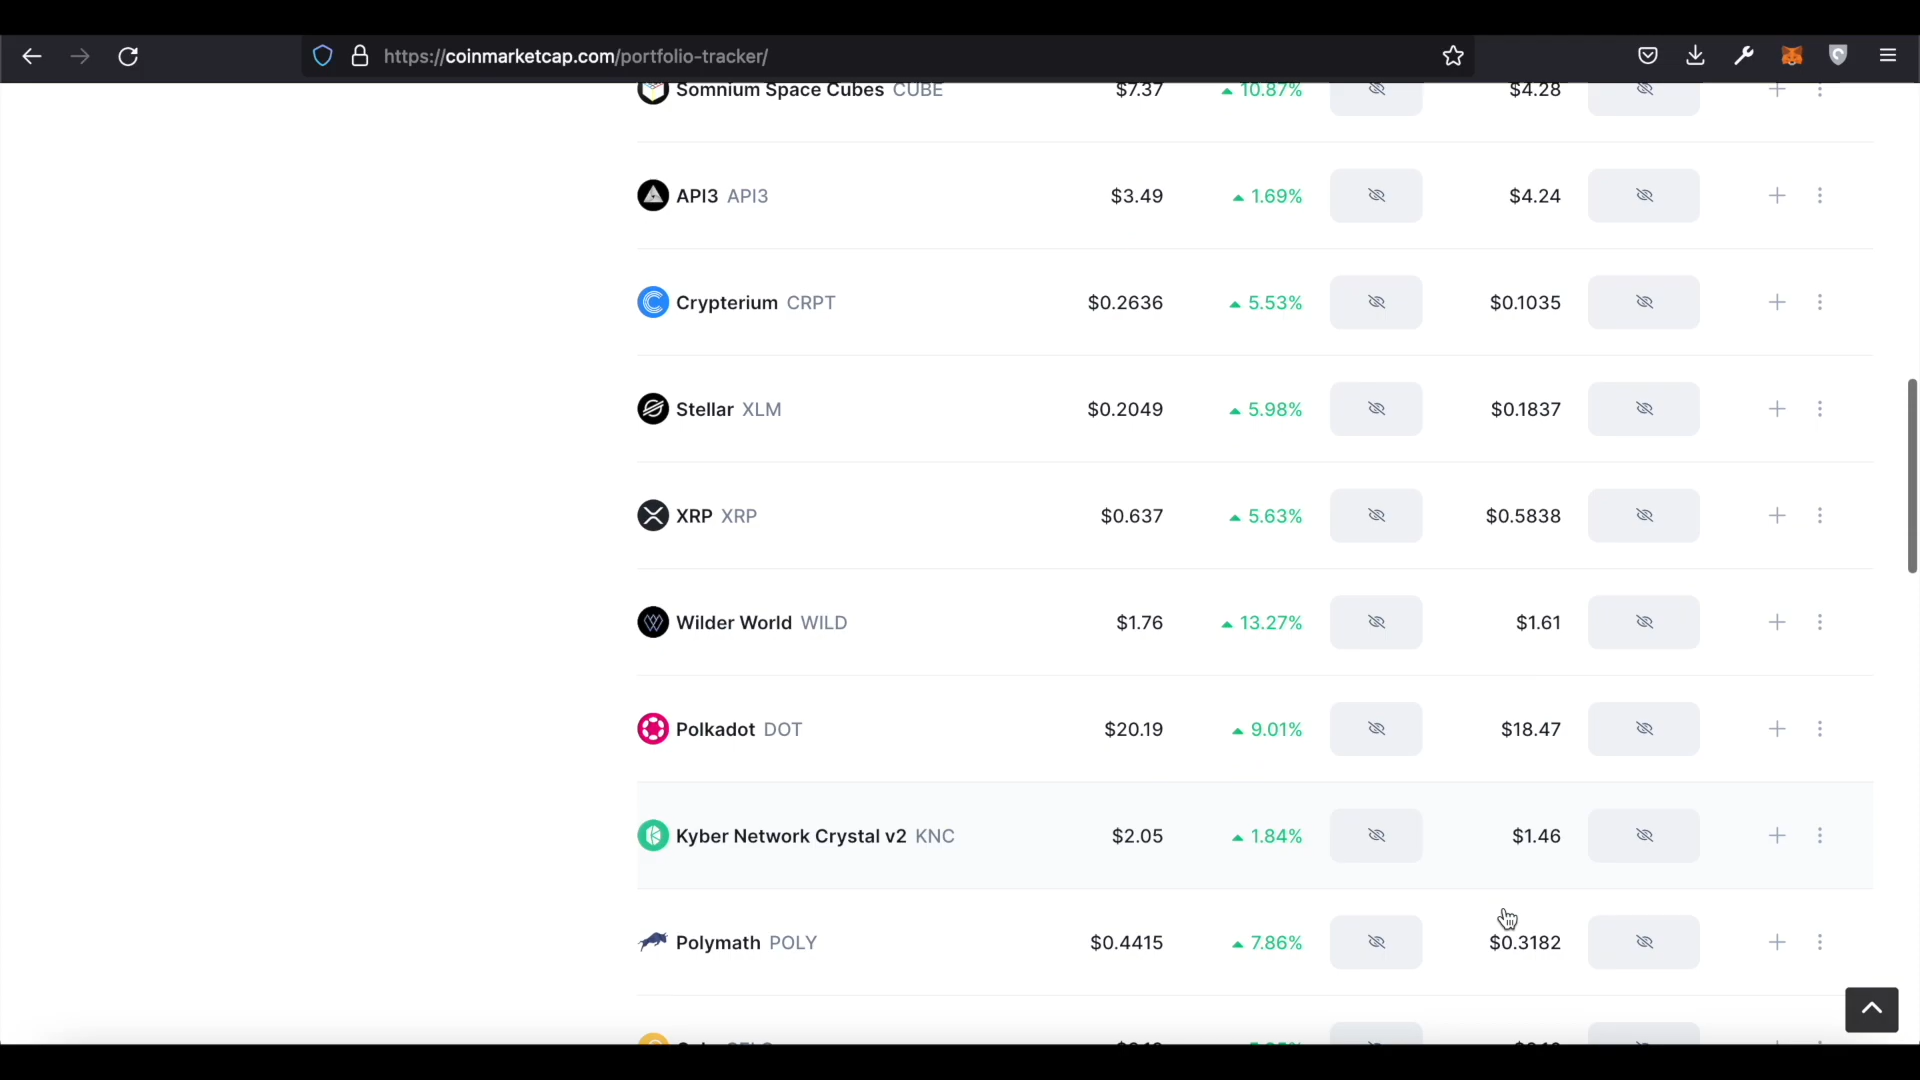 https://coinmarketcap.com/portfolio-tracker/
Somnium Space Cubes CUBE $7.37 10.87% $4.28
API3 API3 $3.49 1.69% $4.24
Crypterium CRPT $0.2636 5.53% $0.1035
Stellar XLM $0.2049 5.98% $0.1837
XRP XRP $0.637 5.63% $0.5838
Wilder World WILD $1.76 13.27% $1.61
Polkadot DOT $20.19 9.01% $18.47
Kyber Network Crystal v2 KNC $2.05 1.84% $1.46
Polymath POLY $0.4415 7.86% $0.3182